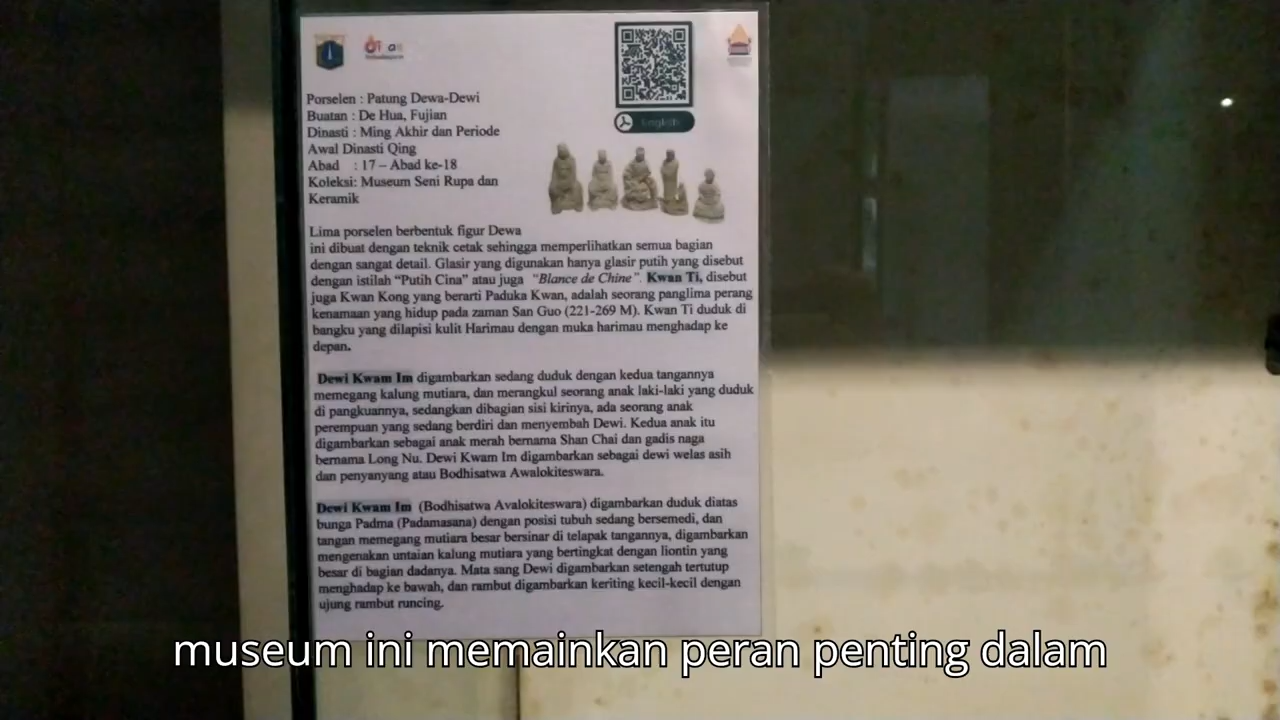 Porselen : Patung Dewa-Dewi
Buatan : De Hua, Fujian
Dinasti : Ming Akhir dan Periode
Awal Dinasti Qing
Abad : 17 – Abad ke-18
Koleksi: Museum Seni Rupa dan
Keramik
English
Lima porselen berbentuk figur Dewa
ini dibuat dengan teknik cetak sehingga memperlihatkan semua bagian
dengan sangat detail. Glasir yang digunakan hanya glasir putih yang disebut
dengan istilah “Putih Cina” atau juga “Blance de Chine”. Kwan Ti, disebut
juga Kwan Kong yang berarti Paduka Kwan, adalah seorang panglima perang
kenamaan yang hidup pada zaman San Guo (221-269 M). Kwan Ti duduk di
bangku yang dilapisi kulit Harimau dengan muka harimau menghadap ke
depan.
Dewi Kwam Im digambarkan sedang duduk dengan kedua tangannya
memegang kalung mutiara, dan merangkul seorang anak laki-laki yang duduk
di pangkuannya, sedangkan dibagian sisi kirinya, ada seorang anak
perempuan yang sedang berdiri dan menyembah Dewi. Kedua anak itu
digambarkan sebagai anak merah bernama Shan Chai dan gadis naga
bernama Long Nu. Dewi Kwam Im digambarkan sebagai dewi welas asih
dan penyanyang atau Bodhisatwa Awalokiteswara.
Dewi Kwam Im (Bodhisatwa Avalokiteswara) digambarkan duduk diatas
bunga Padma (Padamasana) dengan posisi tubuh sedang bersemedi, dan
tangan memegang mutiara besar bersinar di telapak tangannya, digambarkan
mengenakan untaian kalung mutiara yang bertingkat dengan liontin yang
besar di bagian dadanya. Mata sang Dewi digambarkan setengah tertutup
menghadap ke bawah, dan rambut digambarkan keriting kecil-kecil dengan
ujung rambut runcing.
museum ini memainkan peran penting dalam